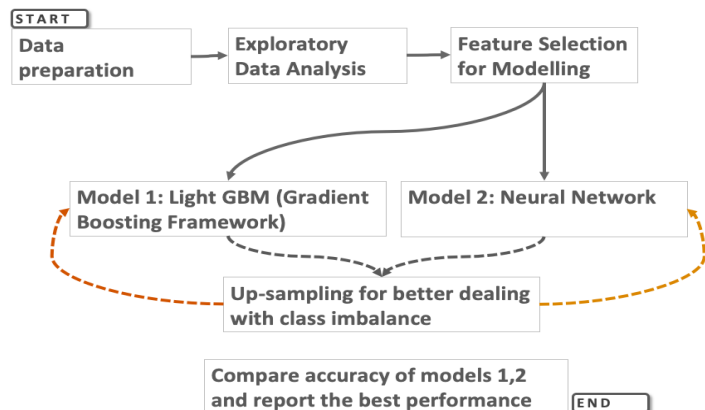 START
Data
preparation
Exploratory
Data Analysis
Feature Selection
for Modelling
Model 1: Light GBM (Gradient
Boosting Framework)
Model 2: Neural Network
Up-sampling for better dealing
with class imbalance
Compare accuracy of models 1,2
and report the best performance
END